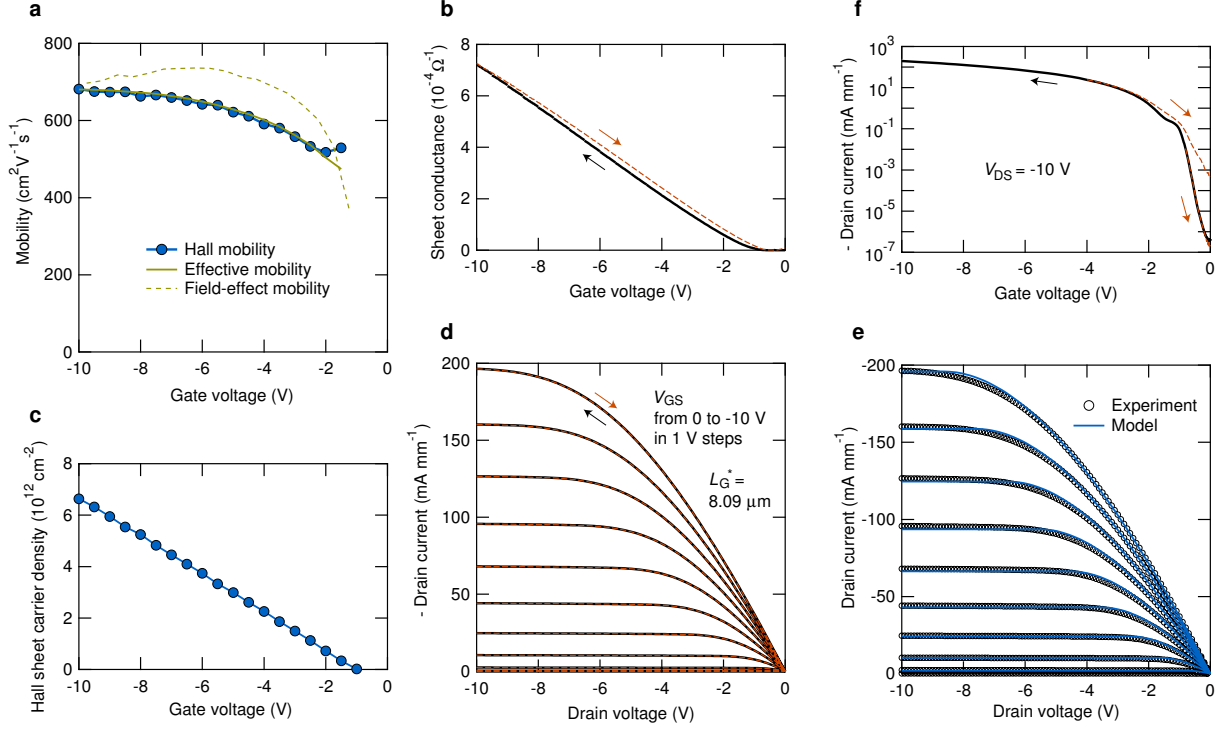 a
Mobility (cm²V⁻¹s⁻¹)
800
600
400
800
0
Hall mobility
Effective mobility
Field-effect mobility
-10 -8 -6 -4 -2 0
Gate voltage (V)
b
Sheet conductance (10⁻⁴Ω⁻¹)
8
6
4
2
0
-10 -8 -6 -4 -2 0
Gate voltage (V)
f
- Drain current (mA mm⁻¹)
10³
10¹
10⁻¹
10⁻³
10⁻⁵
10⁻⁷
V_DS = -10 V
-10 -8 -6 -4 -2 0
Gate voltage (V)
c
Hall sheet carrier density (10¹² cm⁻²)
8
6
4
2
0
-10 -8 -6 -4 -2 0
Gate voltage (V)
d
- Drain current (mA mm⁻¹)
200
150
100
50
0
V_GS
from 0 to -10 V
in 1 V steps
L_G^* =
8.09 μm
-10 -8 -6 -4 -2 0
Drain voltage (V)
e
Drain current (mA mm⁻¹)
-200
-150
-100
-50
0
Experiment
Model
-10 -8 -6 -4 -2 0
Drain voltage (V)